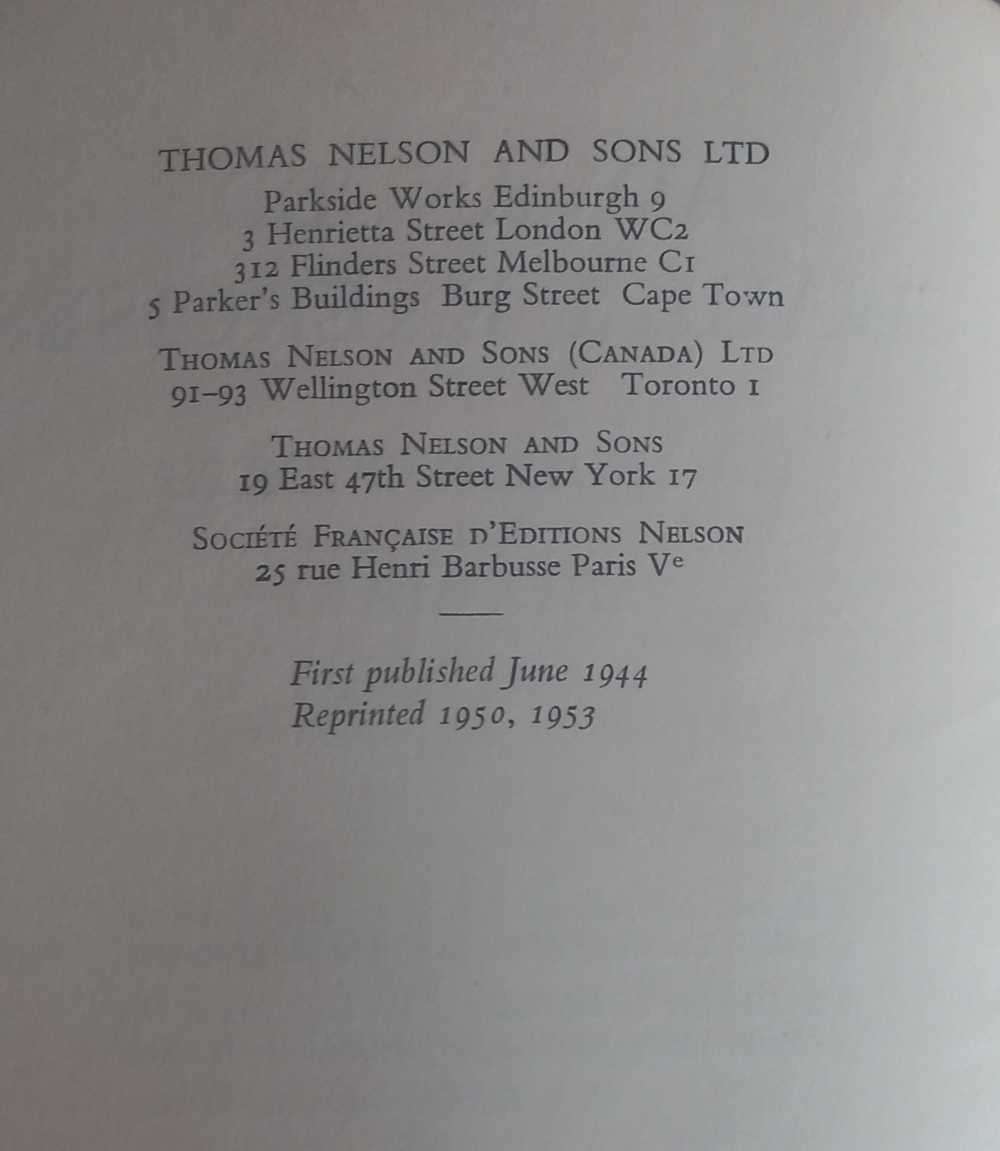 THOMAS NELSON AND SONS LTD
Parkside Works Edinburgh 9
3 Henrietta Street London WC2
312 Flinders Street Melbourne C1
5 Parker's Buildings Burg Street Cape Town
THOMAS NELSON AND SONS (CANADA) LTD
91–93 Wellington Street West Toronto 1
THOMAS NELSON AND SONS
19 East 47th Street New York 17
SOCIÉTÉ FRANÇAISE D'EDITIONS NELSON
25 rue Henri Barbusse Paris Ve
First published June 1944
Reprinted 1950, 1953